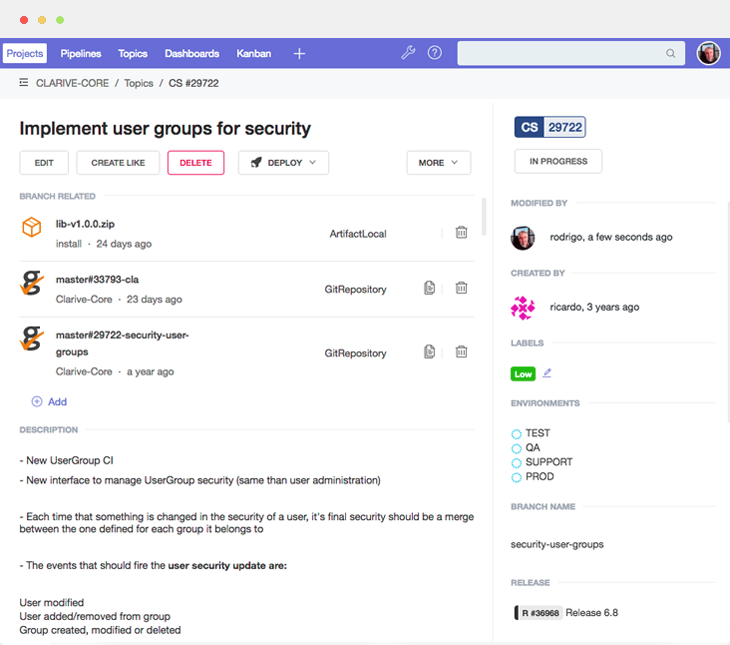 Projects Pipelines Topics Dashboards Kanban
CLARIVE-CORE / Topics / CS #29722
Implement user groups for security
EDIT CREATE LIKE DELETE DEPLOY MORE
BRANCH RELATED
lib-v1.0.0.zip
install · 24 days ago
ArtifactLocal
master#33793-cla
Clarive-Core · 23 days ago
GitRepository
master#29722-security-user-
groups
Clarive-Core · a year ago
GitRepository
Add
DESCRIPTION
- New UserGroup CI
- New interface to manage UserGroup security (same than user administration)
- Each time that something is changed in the security of a user, it's final security should be a merge
between the one defined for each group it belongs to
- The events that should fire the user security update are:
User modified
User added/removed from group
Group created, modified or deleted
CS 29722
IN PROGRESS
MODIFIED BY
rodrigo, a few seconds ago
CREATED BY
ricardo, 3 years ago
LABELS
Low
ENVIRONMENTS
TEST
QA
SUPPORT
PROD
BRANCH NAME
security-user-groups
RELEASE
R #36968 Release 6.8